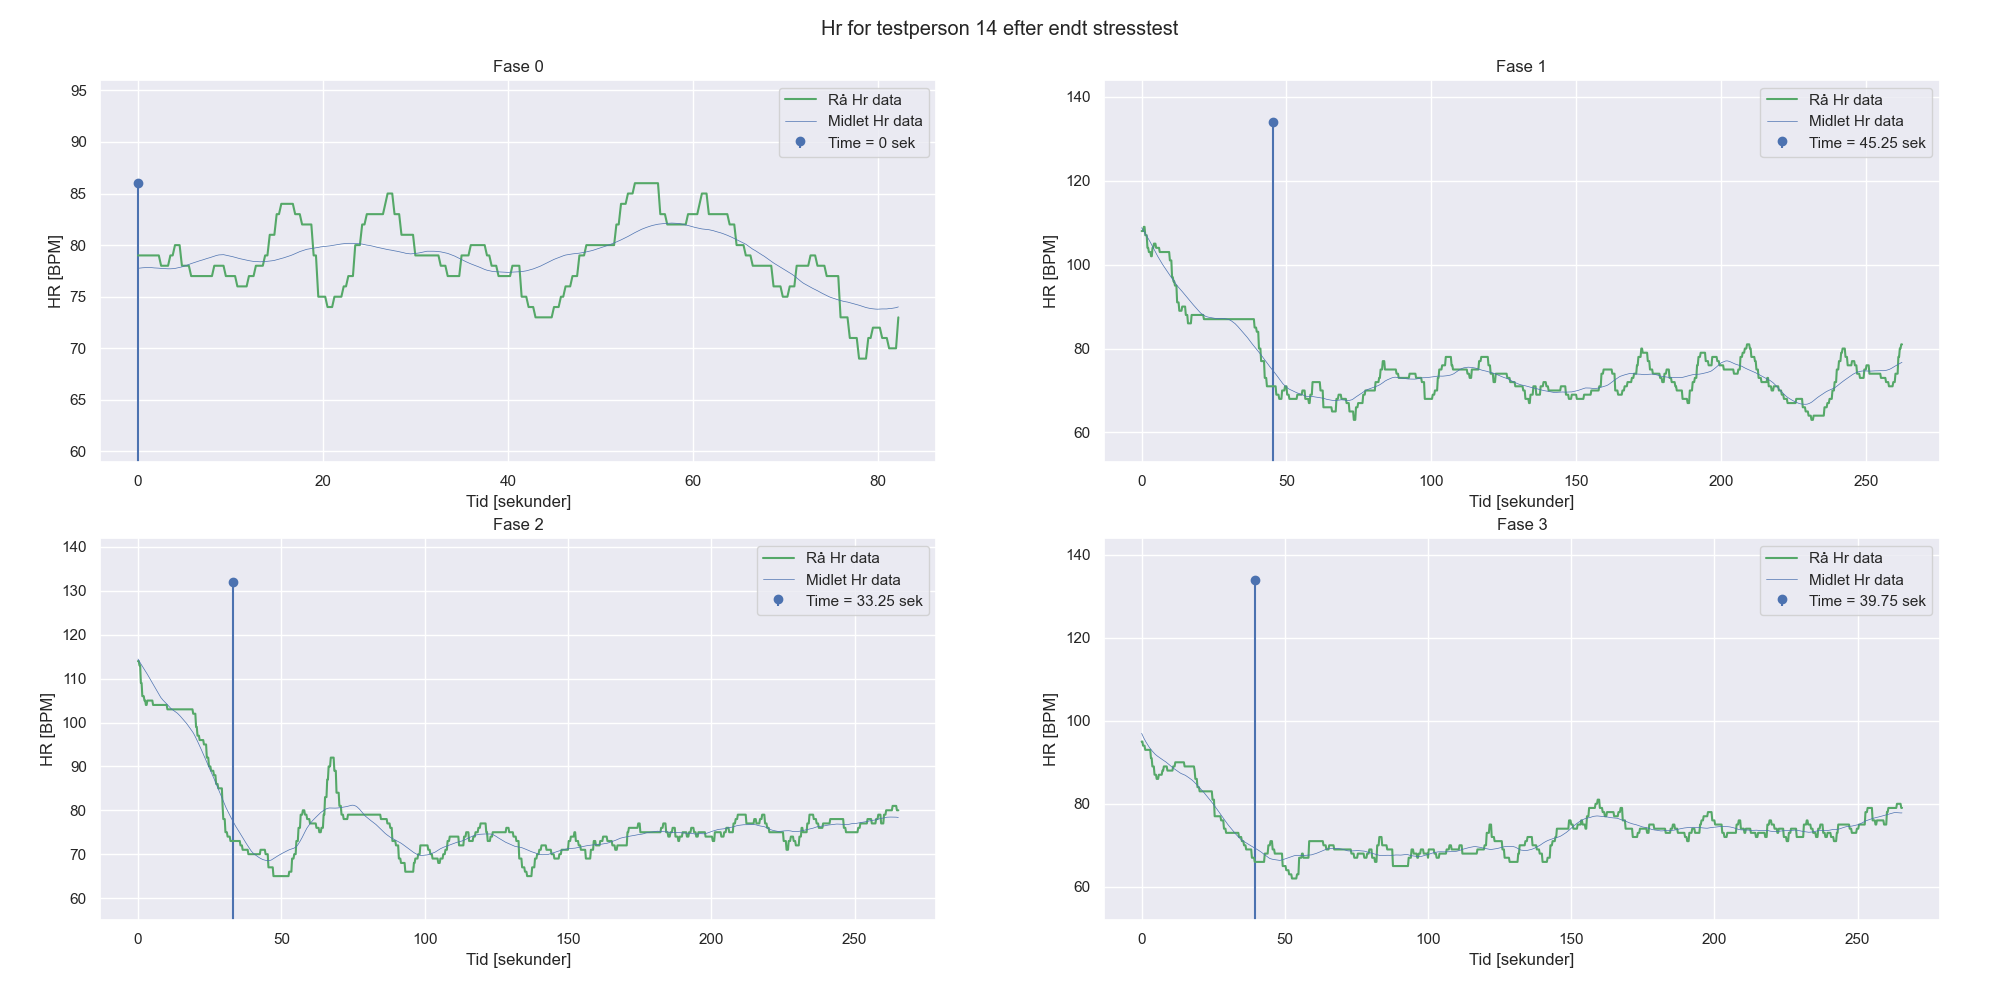 Hr for testperson 14 efter endt stresstest
Fase 0
HR [BPM]
95
90
85
80
75
70
65
60
0 20 40 60 80
Tid [sekunder]
Rå Hr data
Midlet Hr data
Time = 0 sek
Fase 1
HR [BPM]
140
120
100
80
60
0 50 100 150 200 250
Tid [sekunder]
Rå Hr data
Midlet Hr data
Time = 45.25 sek
Fase 2
HR [BPM]
140
130
120
110
100
90
80
70
60
0 50 100 150 200 250
Tid [sekunder]
Rå Hr data
Midlet Hr data
Time = 33.25 sek
Fase 3
HR [BPM]
140
120
100
80
60
0 50 100 150 200 250
Tid [sekunder]
Rå Hr data
Midlet Hr data
Time = 39.75 sek